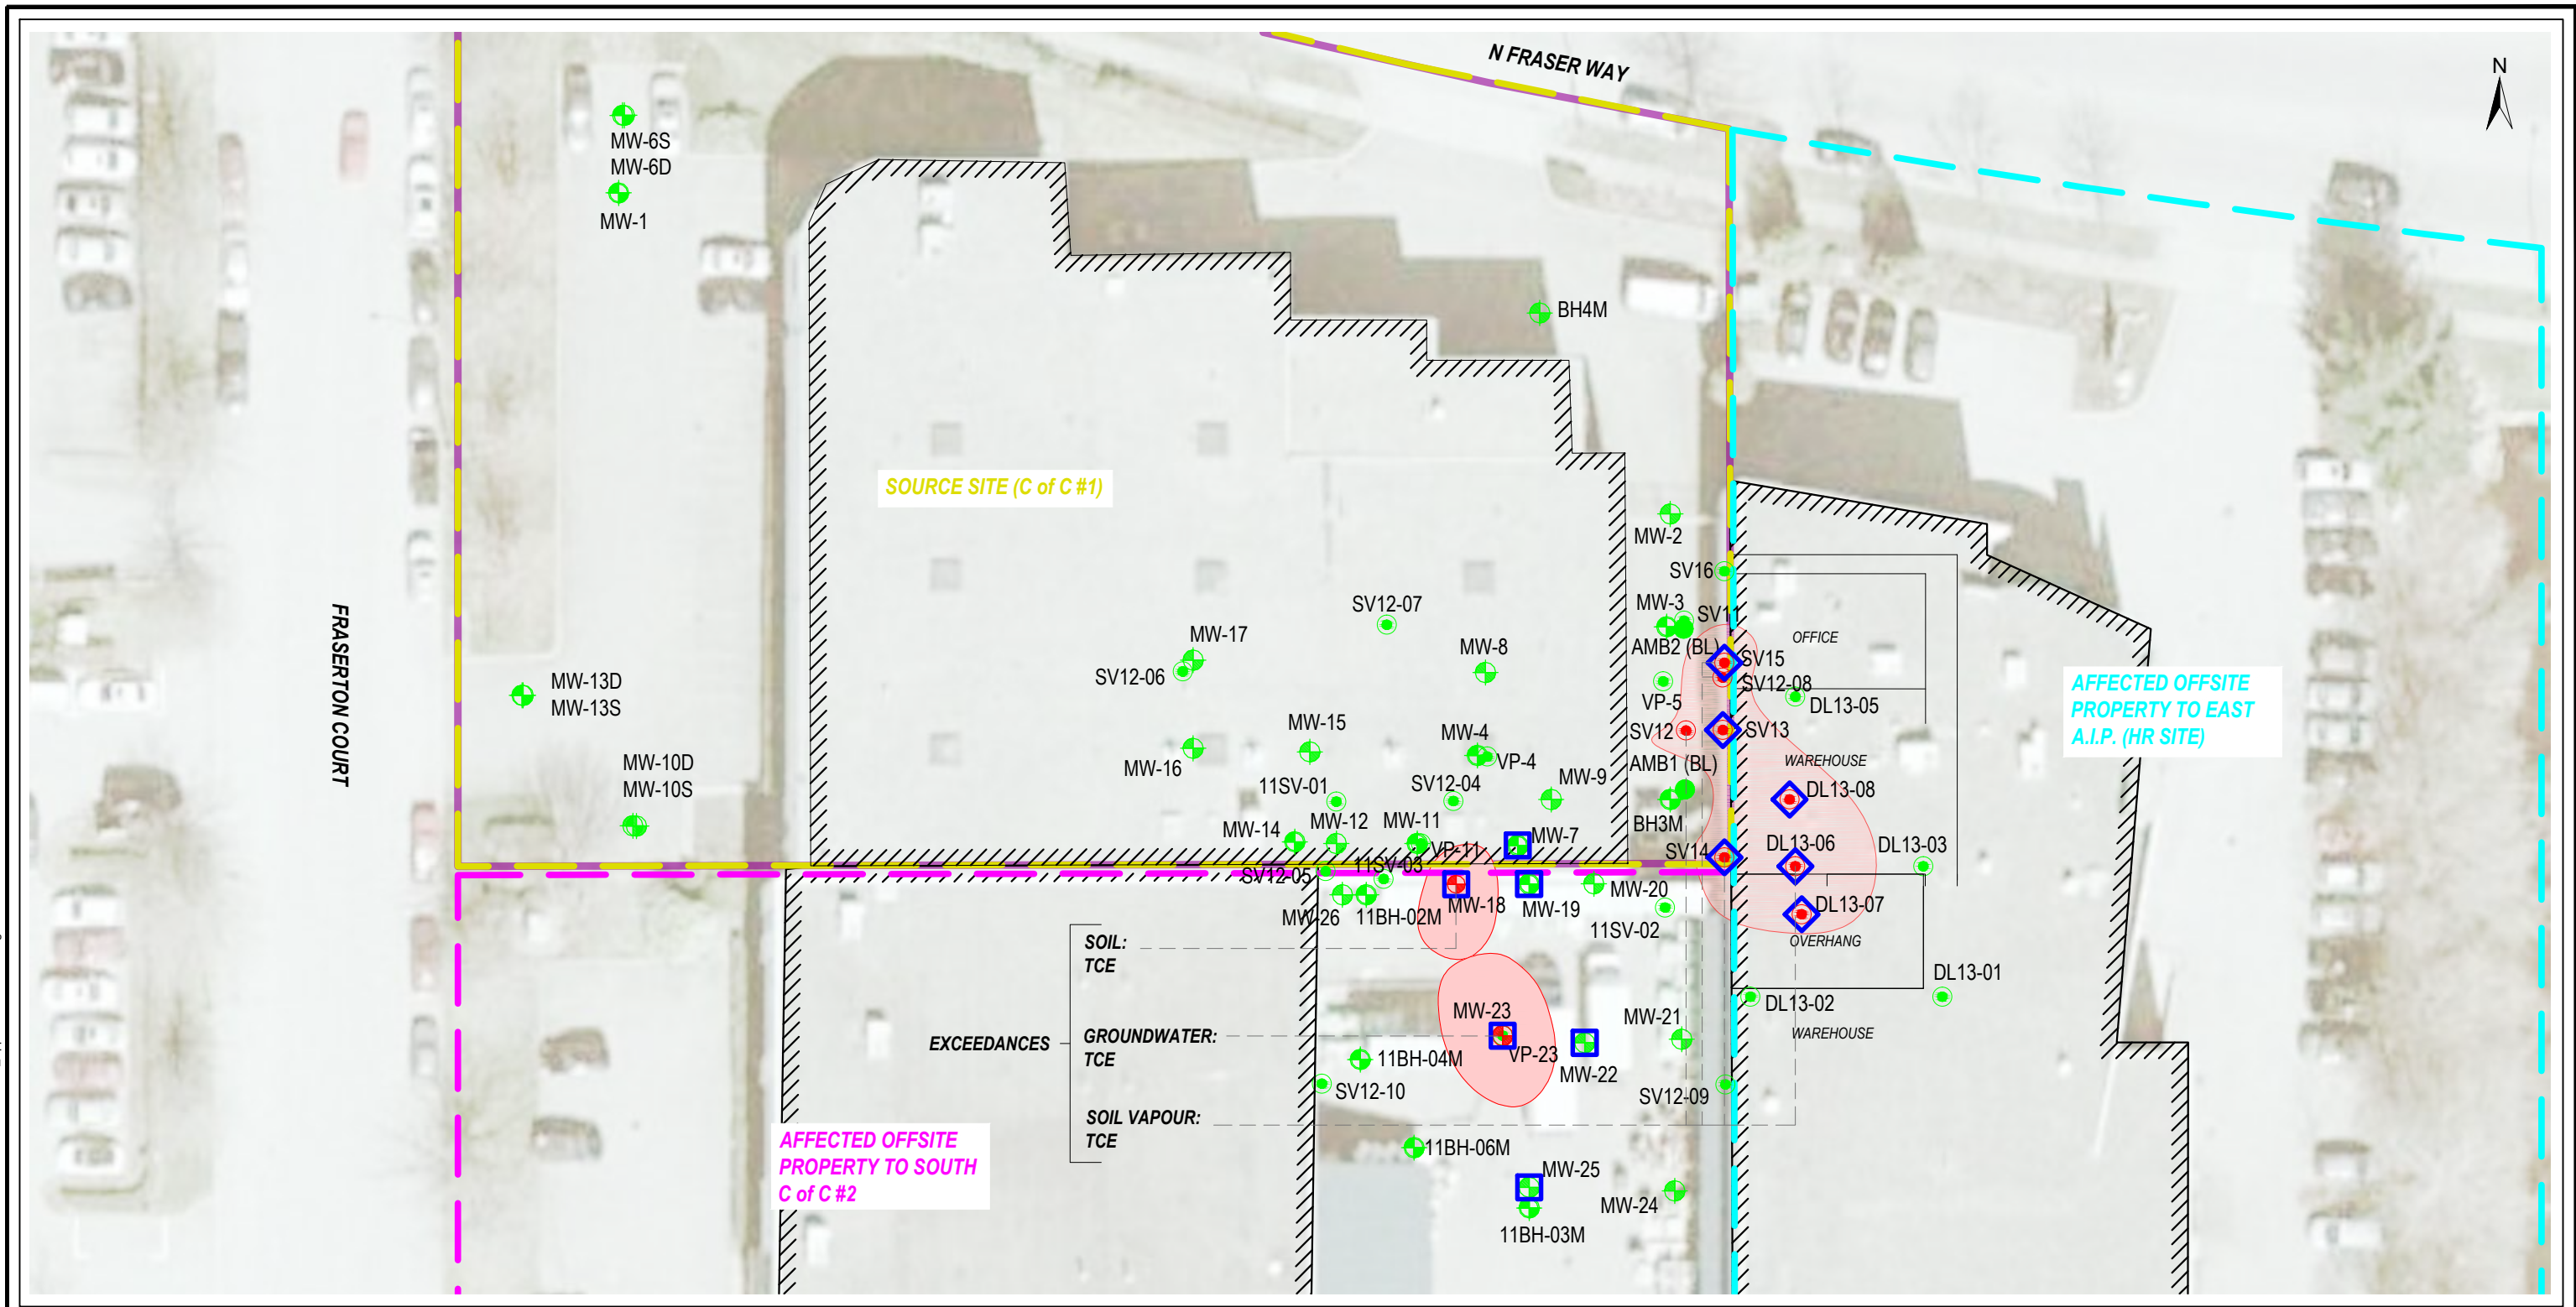 N FRASER WAY
N
MW-6S
MW-6D
MW-1
BH4M
SOURCE SITE (C of C #1)
MW-2
SV16
FRASERTON COURT
SV12-07
MW-3
SV11
MW-17
MW-8
AMB2 (BL)
SV15
OFFICE
SV12-06
SV12-08
MW-13D
MW-13S
VP-5
DL13-05
AFFECTED OFFSITE
PROPERTY TO EAST
A.I.P. (HR SITE)
MW-15
MW-4
SV12
SV13
MW-16
VP-4
WAREHOUSE
MW-10D
MW-10S
11SV-01
SV12-04
MW-9
AMB1 (BL)
DL13-08
MW-14
MW-12
MW-11
MW-7
BH3M
VP-11
SV14
DL13-06
DL13-03
SV12-05
11SV-03
MW-26
11BH-02M
MW-18
MW-19
MW-20
11SV-02
DL13-07
OVERHANG
SOIL:
TCE
DL13-02
DL13-01
EXCEEDANCES
GROUNDWATER:
TCE
MW-23
VP-23
MW-21
WAREHOUSE
11BH-04M
MW-22
SV12-10
SV12-09
SOIL VAPOUR:
TCE
AFFECTED OFFSITE
PROPERTY TO SOUTH
C of C #2
11BH-06M
MW-25
MW-24
11BH-03M